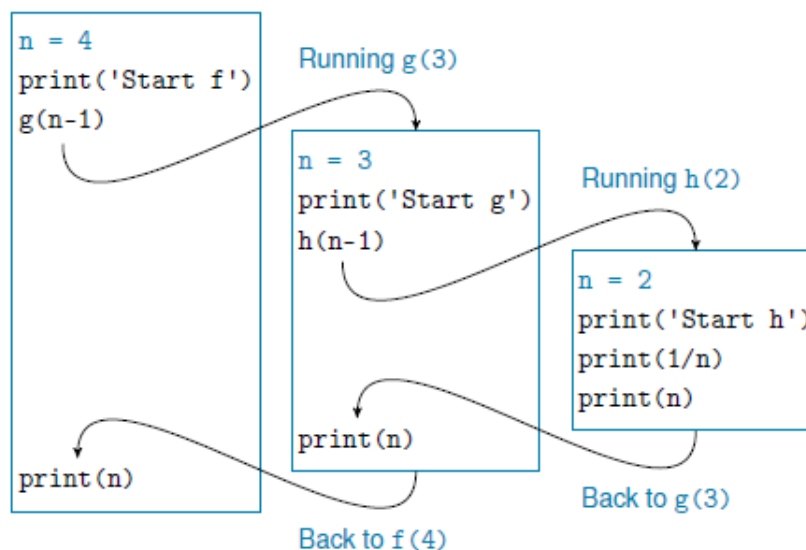 n = 4
print('Start f')
g(n-1)
print(n)
Running g(3)
n = 3
print('Start g')
h(n-1)
print(n)
Back to f(4)
Running h(2)
n = 2
print('Start h')
print(1/n)
print(n)
Back to g(3)